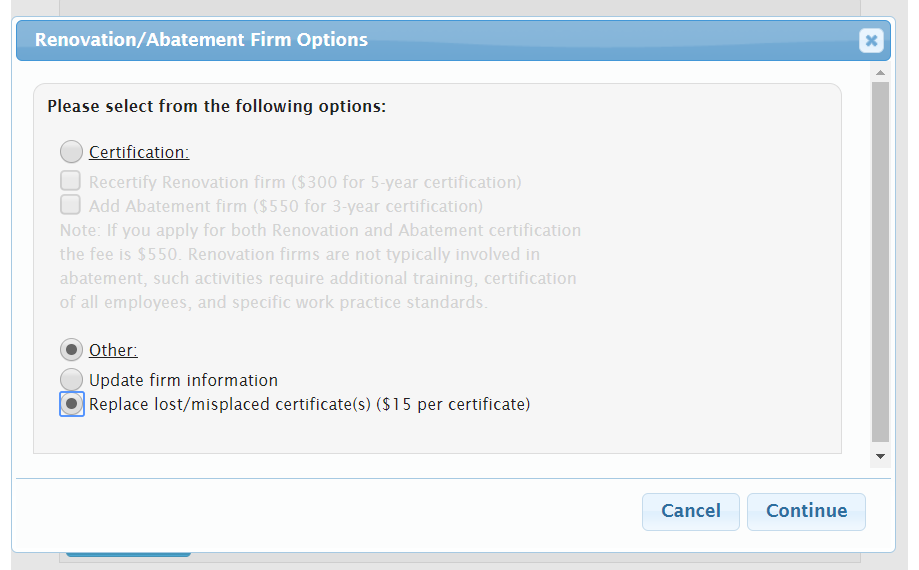 Renovation/Abatement Firm Options
Please select from the following options:
Certification:
Recertify Renovation firm ($300 for 5-year certification)
Add Abatement firm ($550 for 3-year certification)
Note: If you apply for both Renovation and Abatement certification
the fee is $550. Renovation firms are not typically involved in
abatement, such activities require additional training, certification
of all employees, and specific work practice standards.
Other:
Update firm information
Replace lost/misplaced certificate(s) ($15 per certificate)
Cancel
Continue